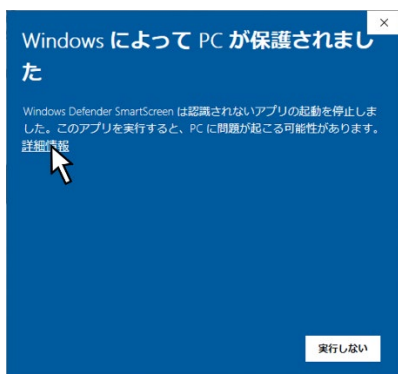 Windows によって PC が保護されまし
た
Windows Defender SmartScreen は認識されないアプリの起動を停止しま
した。このアプリを実行すると、PC に問題が起こる可能性があります。
詳細情報
実行しない